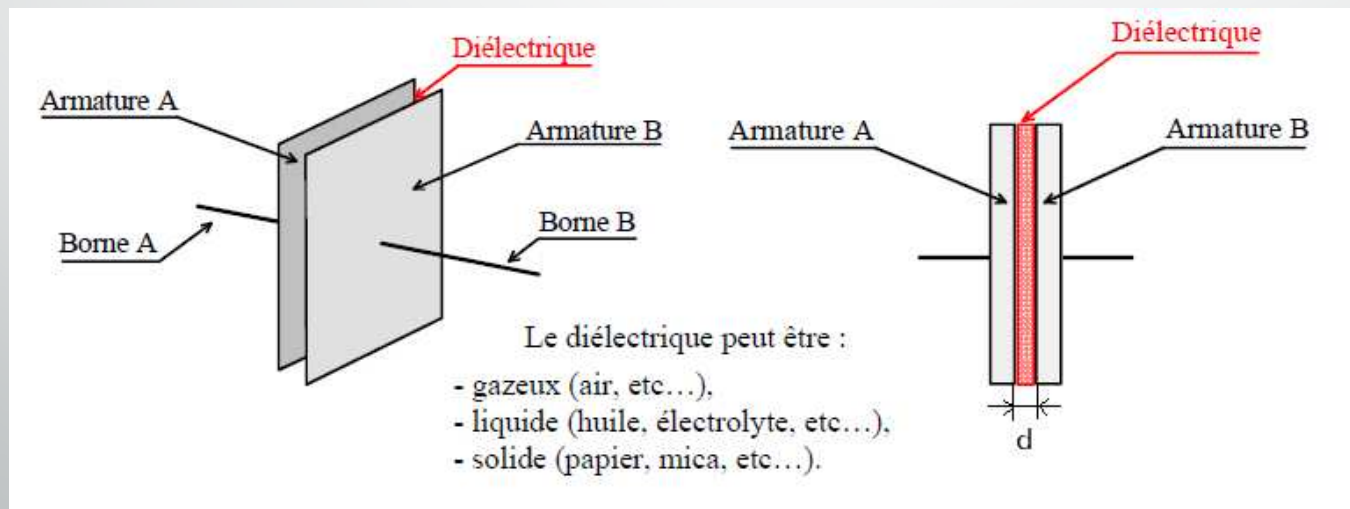 Diélectrique
Armature A
Armature B
Borne B
Borne A
Diélectrique
Armature A
Armature B
d
Le diélectrique peut être :
- gazeux (air, etc…),
- liquide (huile, électrolyte, etc…),
- solide (papier, mica, etc…).